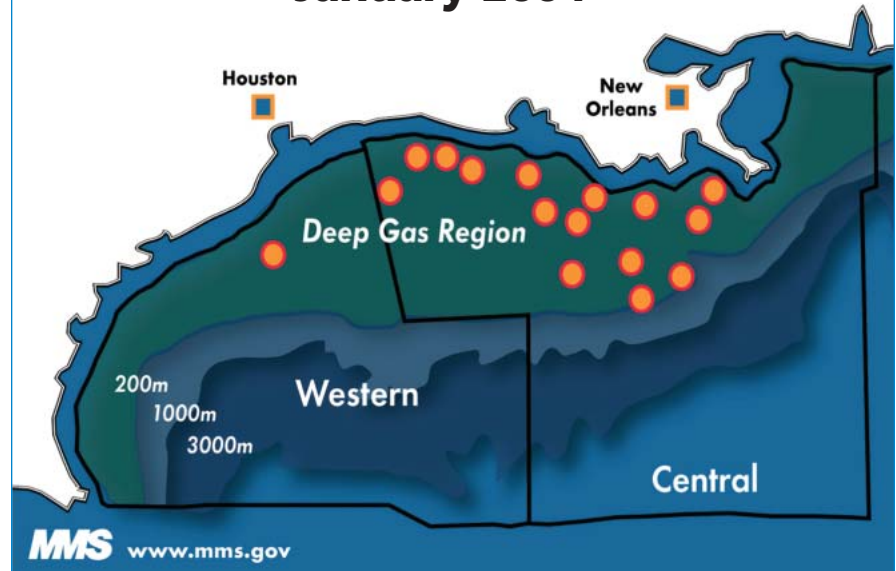 Houston
New
Orleans
Deep Gas Region
200m
1000m
3000m
Western
Central
MMS www.mms.gov